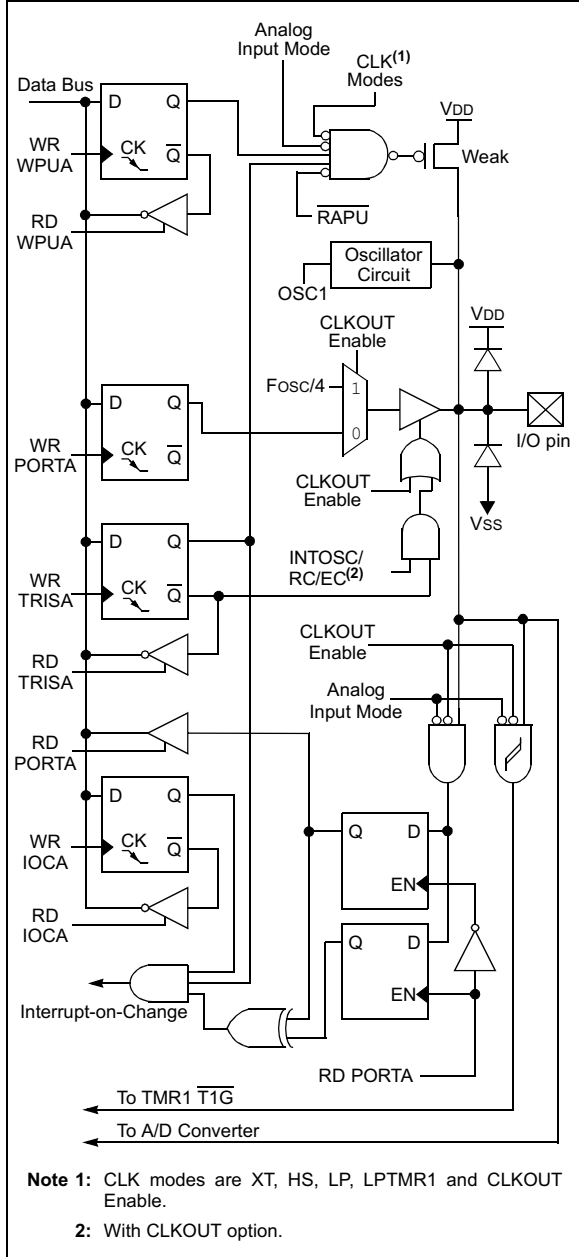 Analog
Input Mode
CLK(1)
Modes
Data Bus
D Q
WR
WPUA
CK
Q
VDD
Weak
RD
WPUA
RAPU
Oscillator
Circuit
OSC1
CLKOUT
Enable
VDD
FOSC/4
1
0
D Q
WR
PORTA
CK
Q
I/O pin
CLKOUT
Enable
VSS
D Q
WR
TRISA
CK
Q
INTOSC/
RC/EC(2)
RD
TRISA
CLKOUT
Enable
Analog
Input Mode
RD
PORTA
D Q
WR
IOCA
CK
Q
Q D
EN
RD
IOCA
Q D
EN
Interrupt-on-Change
RD PORTA
To TMR1 T1G
To A/D Converter
Note 1: CLK modes are XT, HS, LP, LPTMR1 and CLKOUT
Enable.
2: With CLKOUT option.